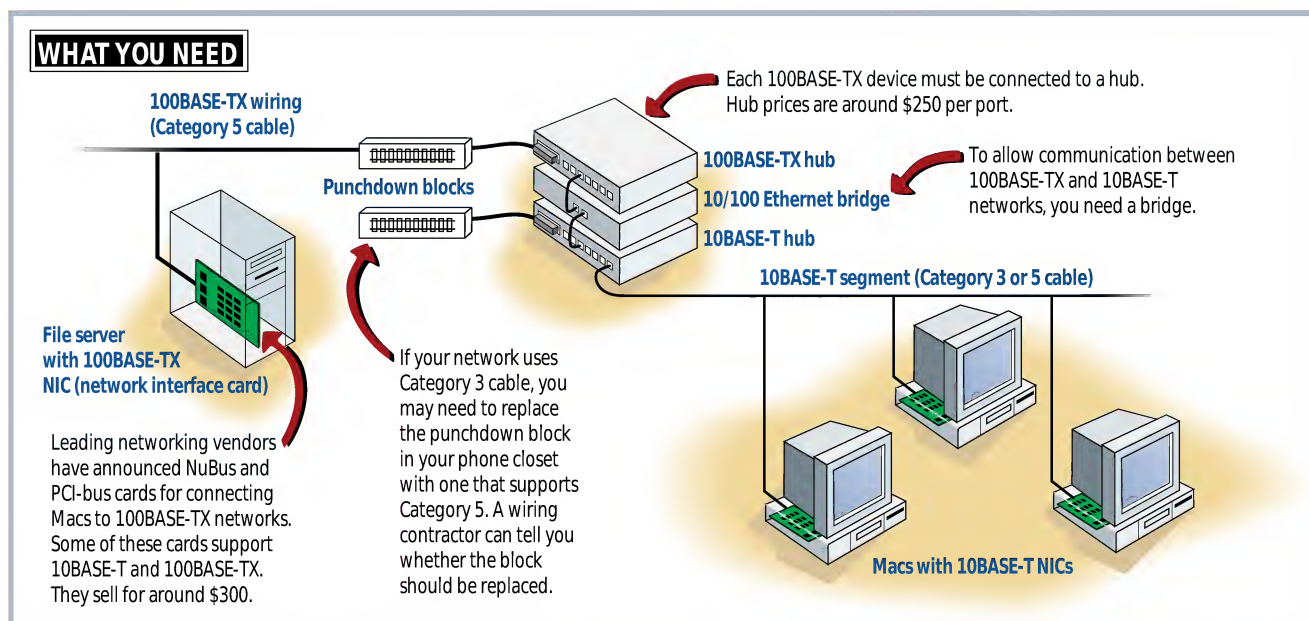 WHAT YOU NEED
100BASE-TX wiring
(Category 5 cable)
Punchdown blocks
Each 100BASE-TX device must be connected to a hub.
Hub prices are around $250 per port.
100BASE-TX hub
10/100 Ethernet bridge
10BASE-T hub
To allow communication between
100BASE-TX and 10BASE-T
networks, you need a bridge.
10BASE-T segment (Category 3 or 5 cable)
File server
with 100BASE-TX
NIC (network interface card)
Leading networking vendors
have announced NuBus and
PCI-bus cards for connecting
Macs to 100BASE-TX networks.
Some of these cards support
10BASE-T and 100BASE-TX.
They sell for around $300.
If your network uses
Category 3 cable, you
may need to replace
the punchdown block
in your phone closet
with one that supports
Category 5. A wiring
contractor can tell you
whether the block
should be replaced.
Macs with 10BASE-T NICs